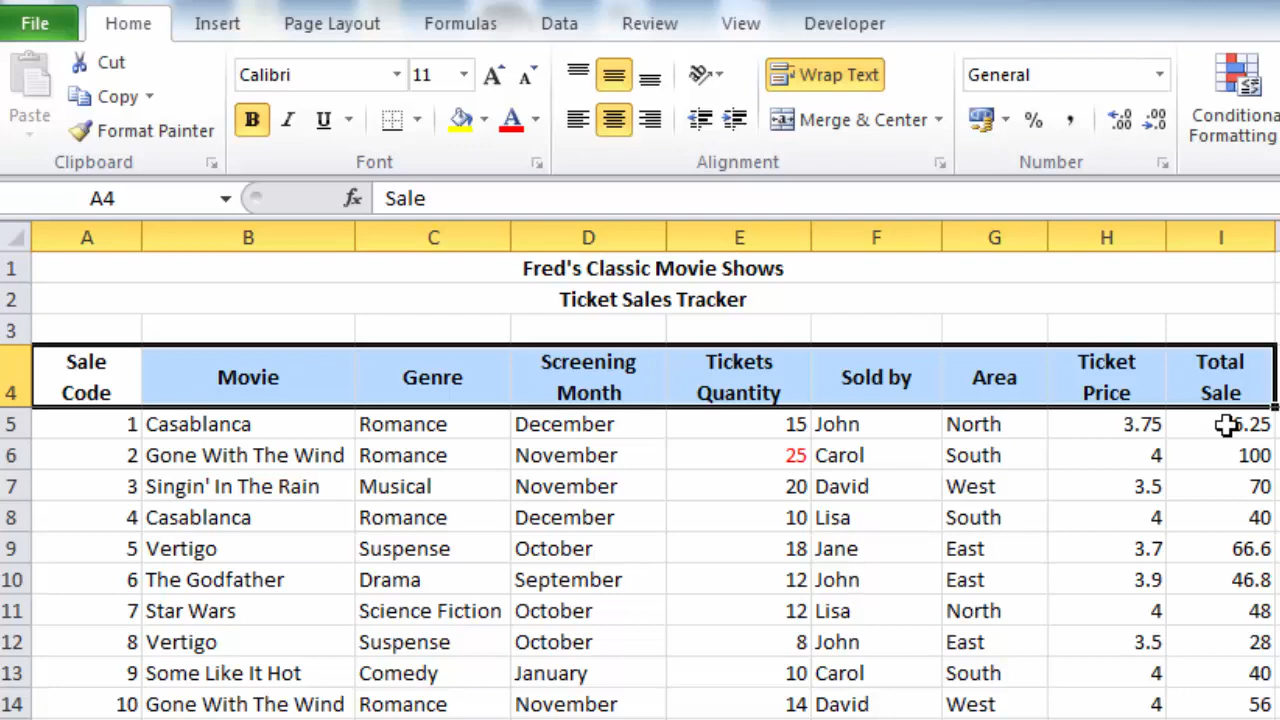 File Home Insert Page Layout Formulas Data Review View Developer
Paste Cut Copy Format Painter
Calibri 11 A A Wrap Text General
B I U A Merge & Center % , .00 .00
Conditional Formatting
Clipboard Font Alignment Number
A4 fx Sale
A B C D E F G H I
1 Fred's Classic Movie Shows
2 Ticket Sales Tracker
3
4 Sale Code Movie Genre Screening Month Tickets Quantity Sold by Area Ticket Price Total Sale
5 1 Casablanca Romance December 15 John North 3.75
6 2 Gone With The Wind Romance November 25 Carol South 4 100
7 3 Singin' In The Rain Musical November 20 David West 3.5 70
8 4 Casablanca Romance December 10 Lisa South 4 40
9 5 Vertigo Suspense October 18 Jane East 3.7 66.6
10 6 The Godfather Drama September 12 John East 3.9 46.8
11 7 Star Wars Science Fiction October 12 Lisa North 4 48
12 8 Vertigo Suspense October 8 John East 3.5 28
13 9 Some Like It Hot Comedy January 10 Carol South 4 40
14 10 Gone With The Wind Romance November 14 David West 4 56